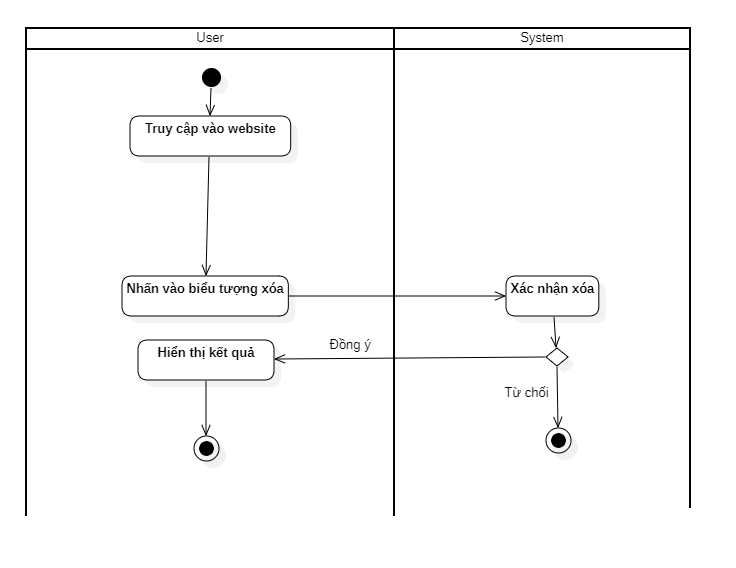 User
System
Truy cập vào website
Nhấn vào biểu tượng xóa
Xác nhận xóa
Hiển thị kết quả
Đồng ý
Từ chối